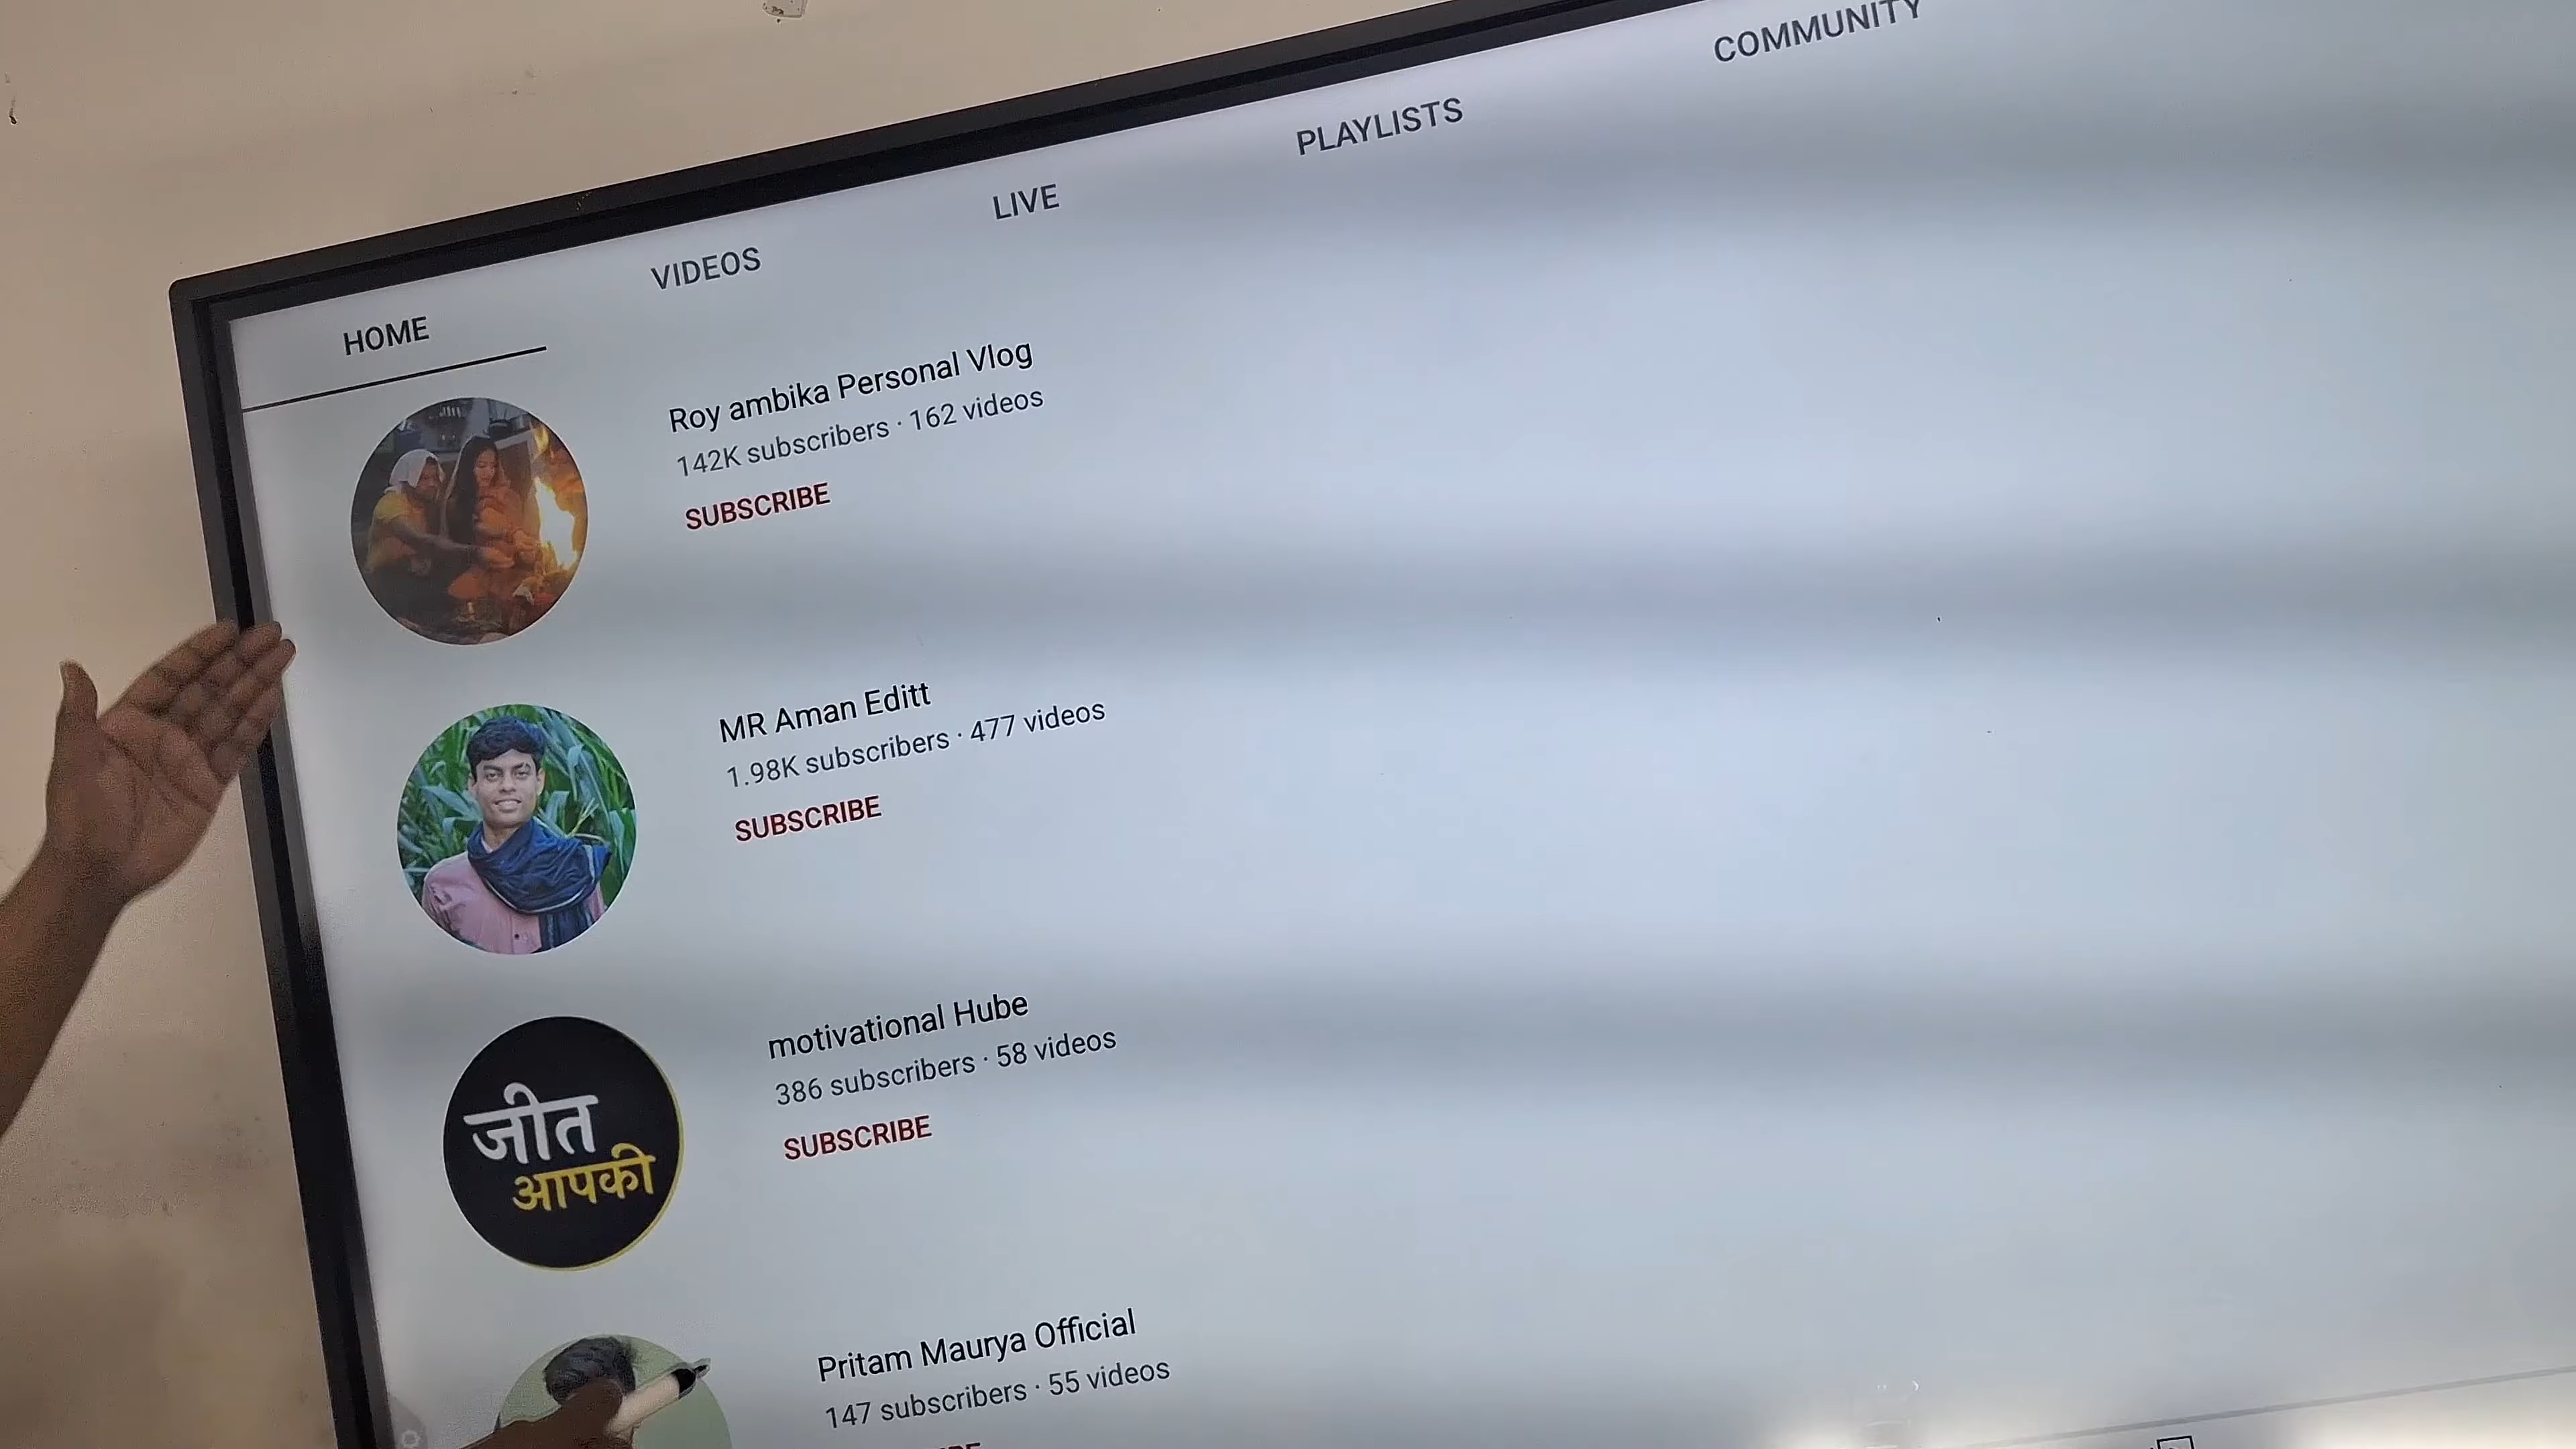 HOME
VIDEOS
LIVE
PLAYLISTS
COMMUNITY
Roy ambika Personal Vlog
142K subscribers · 162 videos
SUBSCRIBE
MR Aman Editt
1.98K subscribers · 477 videos
SUBSCRIBE
जीत
आपकी
motivational Hube
386 subscribers · 58 videos
SUBSCRIBE
Pritam Maurya Official
147 subscribers · 55 videos